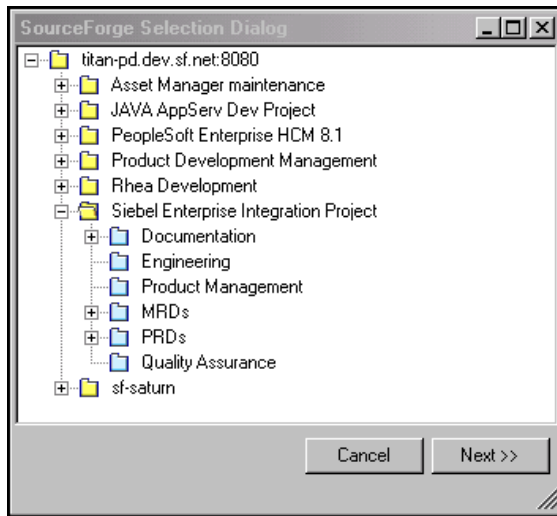 SourceForge Selection Dialog
titan-pd.dev.sf.net:8080
Asset Manager maintenance
JAVA AppServ Dev Project
PeopleSoft Enterprise HCM 8.1
Product Development Management
Rhea Development
Siebel Enterprise Integration Project
Documentation
Engineering
Product Management
MRDs
PRDs
Quality Assurance
sf-saturn
Cancel Next >>